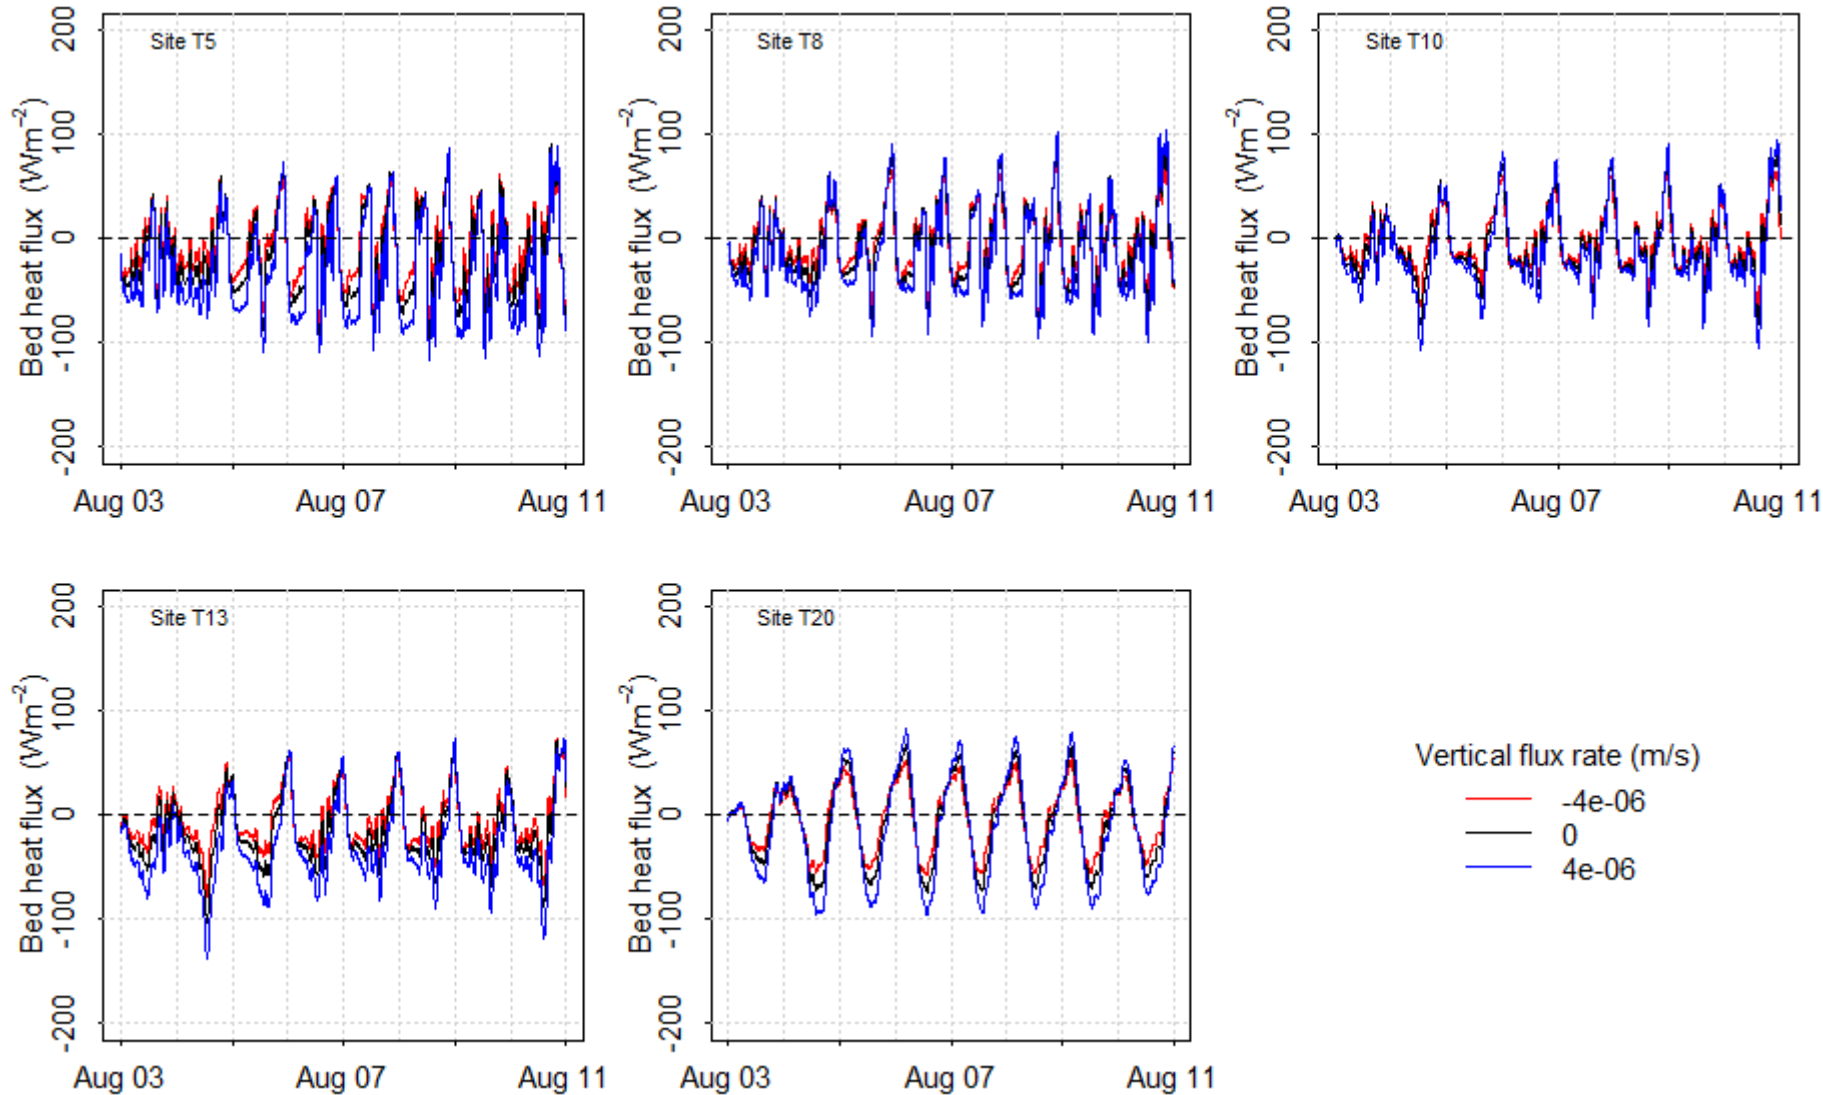 Site T5
Bed heat flux (Wm−2)
200
100
0
-100
-200
Aug 03
Aug 07
Aug 11
Site T8
Bed heat flux (Wm−2)
200
100
0
-100
-200
Aug 03
Aug 07
Aug 11
Site T10
Bed heat flux (Wm−2)
200
100
0
-100
-200
Aug 03
Aug 07
Aug 11
Site T13
Bed heat flux (Wm−2)
200
100
0
-100
-200
Aug 03
Aug 07
Aug 11
Site T20
Bed heat flux (Wm−2)
200
100
0
-100
-200
Aug 03
Aug 07
Aug 11
Vertical flux rate (m/s)
-4e-06
0
4e-06